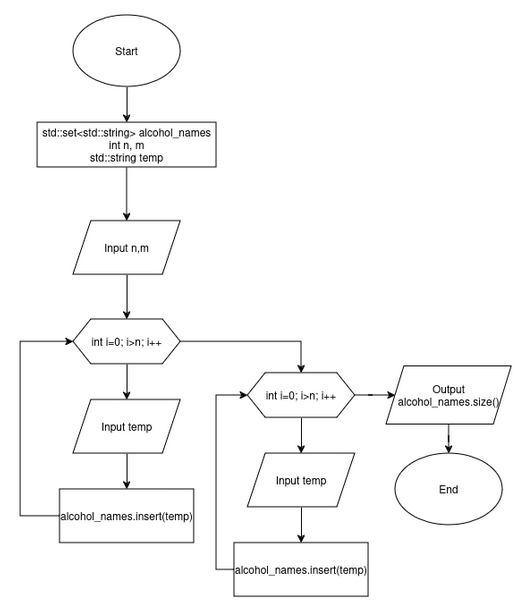 Start
std::set<std::string> alcohol_names
int n, m
std::string temp
Input n,m
int i=0; i>n; i++
Input temp
alcohol_names.insert(temp)
int i=0; i>n; i++
Input temp
alcohol_names.insert(temp)
Output
alcohol_names.size()
End